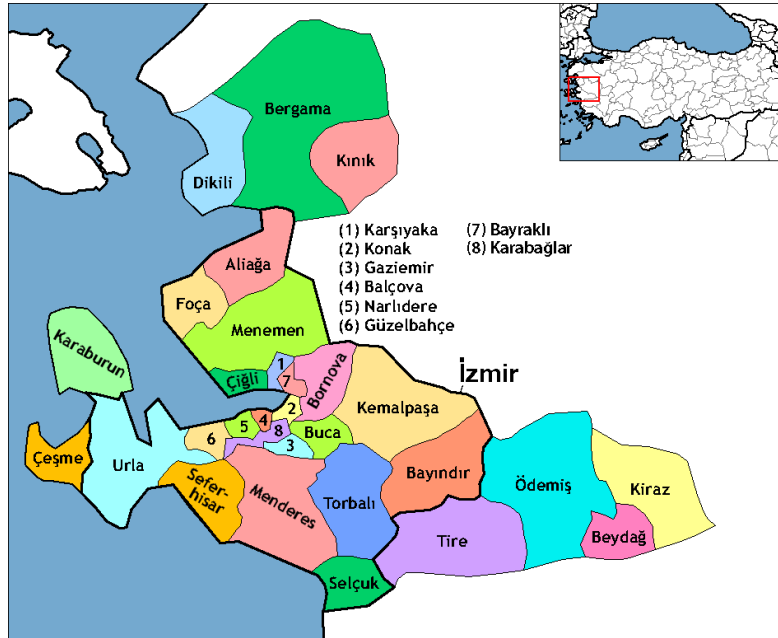 Bergama
Kınık
Dikili
(1) Karşıyaka
(2) Konak
(3) Gaziemir
(4) Balçova
(5) Narlıdere
(6) Güzelbahçe
(7) Bayraklı
(8) Karabağlar
Aliağa
Foça
Menemen
Karaburun
Çiğli
1
7
Bornova
İzmir
Kemalpaşa
2
4
5
8
6
3
Buca
Çeşme
Urla
Sefer-
hisar
Menderes
Torbalı
Bayındır
Ödemiş
Kiraz
Beydağ
Tire
Selçuk